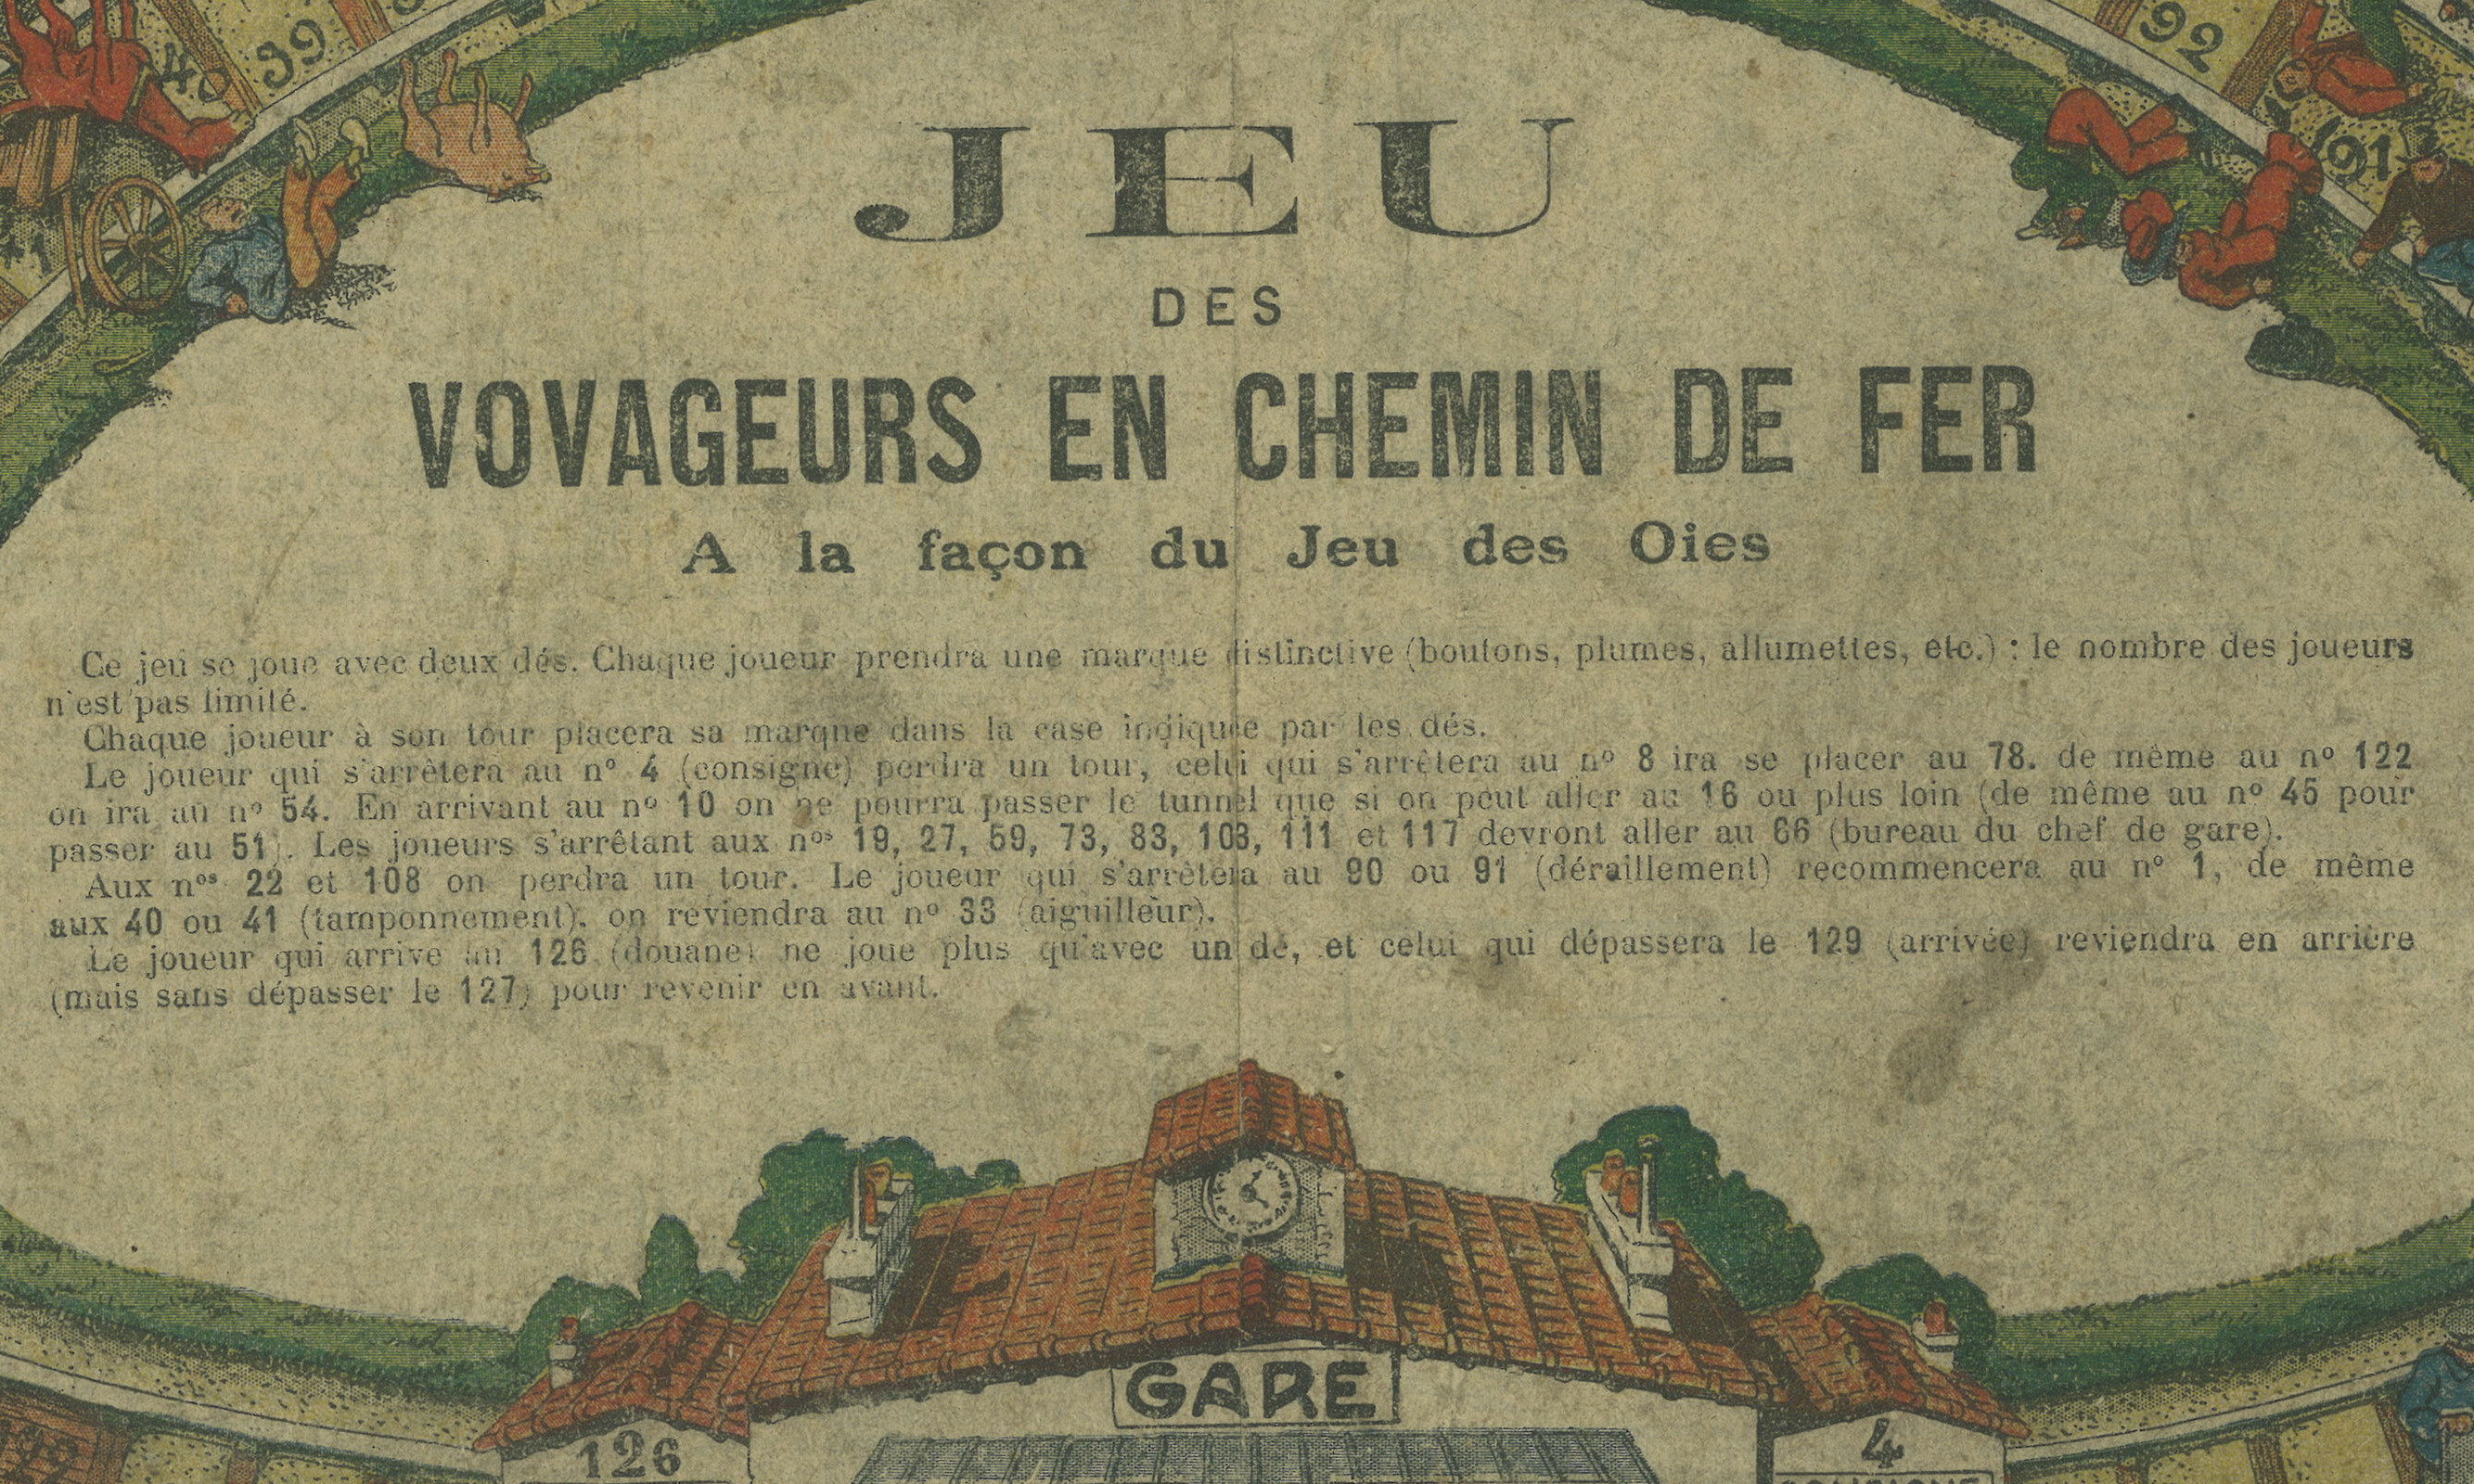 40
39
92
91
41
JEU
DES
VOVAGEURS EN CHEMIN DE FER
A la façon du Jeu des Oies
Ce jeu se joue avec deux dés. Chaque joueur prendra une marque distinctive (boutons, plumes, allumettes, etc.) : le nombre des joueurs
n'est pas limité.
Chaque joueur à son tour placera sa marque dans la case indiquée par les dés.
Le joueur qui s'arrêtera au nº 4 (consigne) perdra un tour, celui qui s'arrêtera au nº 8 ira se placer au 78. de même au nº 122
on ira au nº 54. En arrivant au nº 10 on ne pourra passer le tunnel que si on peut aller au 16 ou plus loin (de même au nº 45 pour
passer au 51). Les joueurs s'arrêtant aux nºˢ 19, 27, 59, 73, 83, 103, 111 et 117 devront aller au 66 (bureau du chef de gare).
Aux nºˢ 22 et 108 on perdra un tour. Le joueur qui s'arrêtera au 90 ou 91 (déraillement) recommencera au nº 1, de même
aux 40 ou 41 (tamponnement), on reviendra au nº 33 (aiguilleur).
Le joueur qui arrive au 126 (douane) ne joue plus qu'avec un dé, et celui qui dépassera le 129 (arrivée) reviendra en arrière
(mais sans dépasser le 127) pour revenir en avant.
GARE
126
4